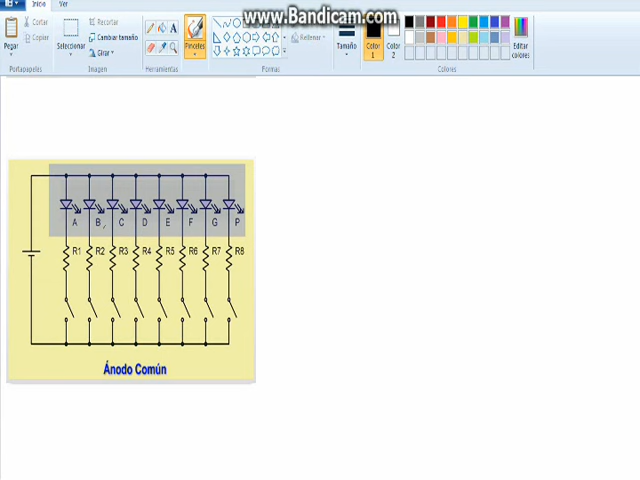 www.Bandicam.com
Inicio Ver
Cortar
Copiar
Pegar
Portapapeles
Recortar
Cambiar tamaño
Girar
Seleccionar
Imagen
A
Herramientas
Pinceles
Rellenar
Formas
Tamaño
Color 1
Color 2
Editar colores
Colores
A B C D E F G P
R1 R2 R3 R4 R5 R6 R7 R8
Ánodo Común